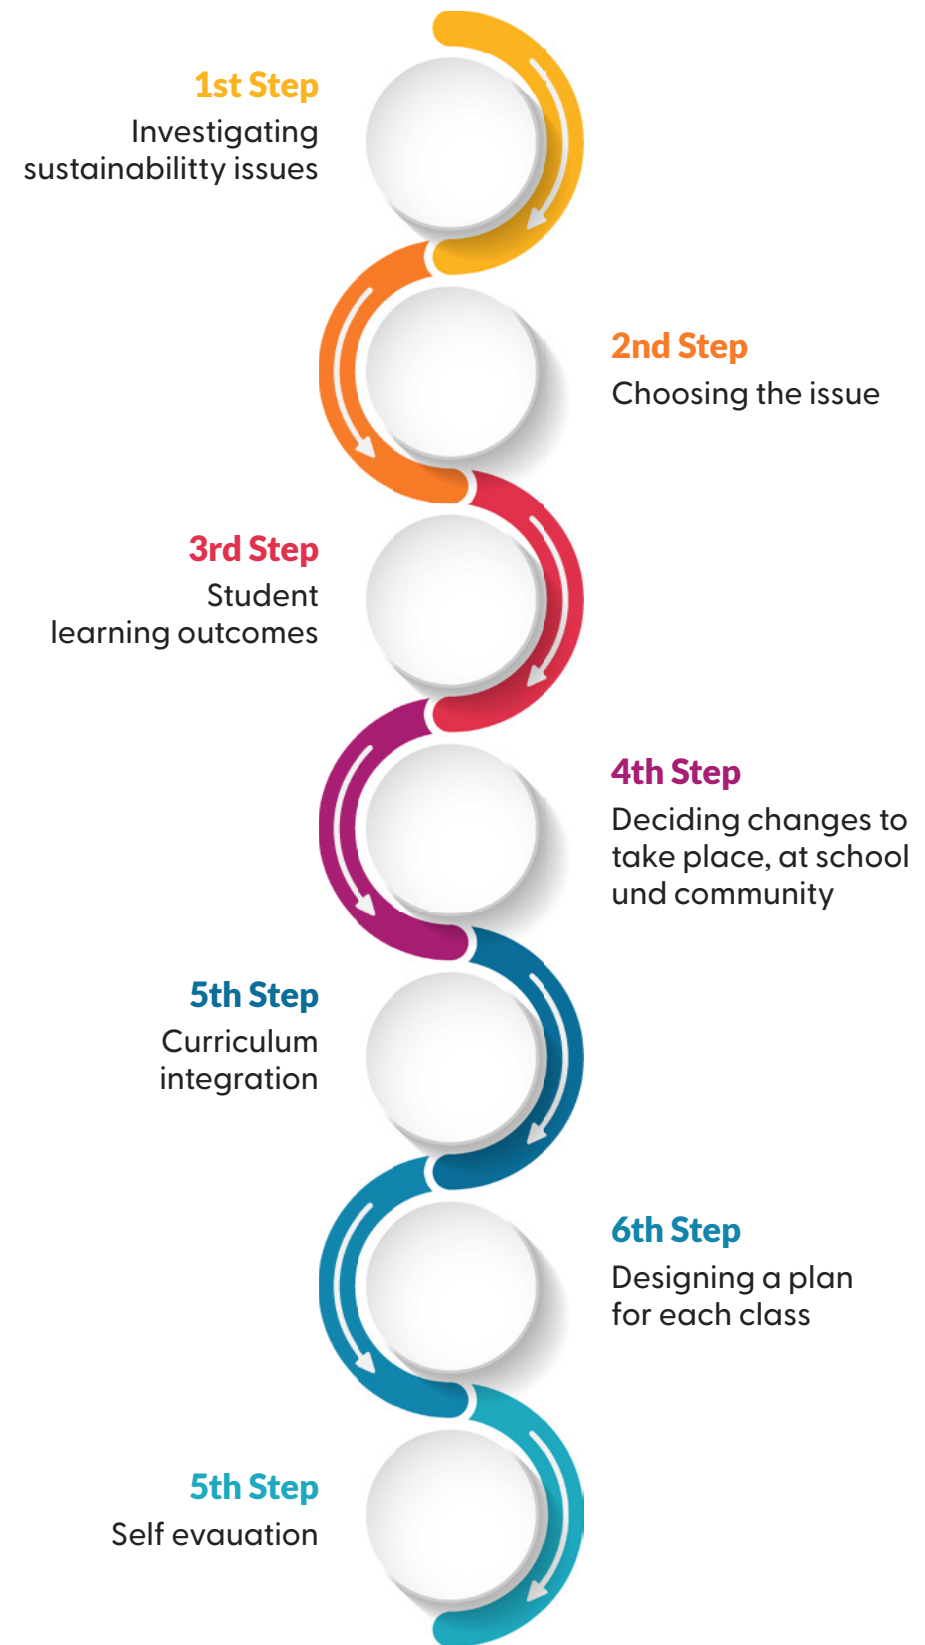 1st Step
Investigating
sustainabilitty issues
2nd Step
Choosing the issue
3rd Step
Student
learning outcomes
4th Step
Deciding changes to
take place, at school
und community
5th Step
Curriculum
integration
6th Step
Designing a plan
for each class
5th Step
Self evauation